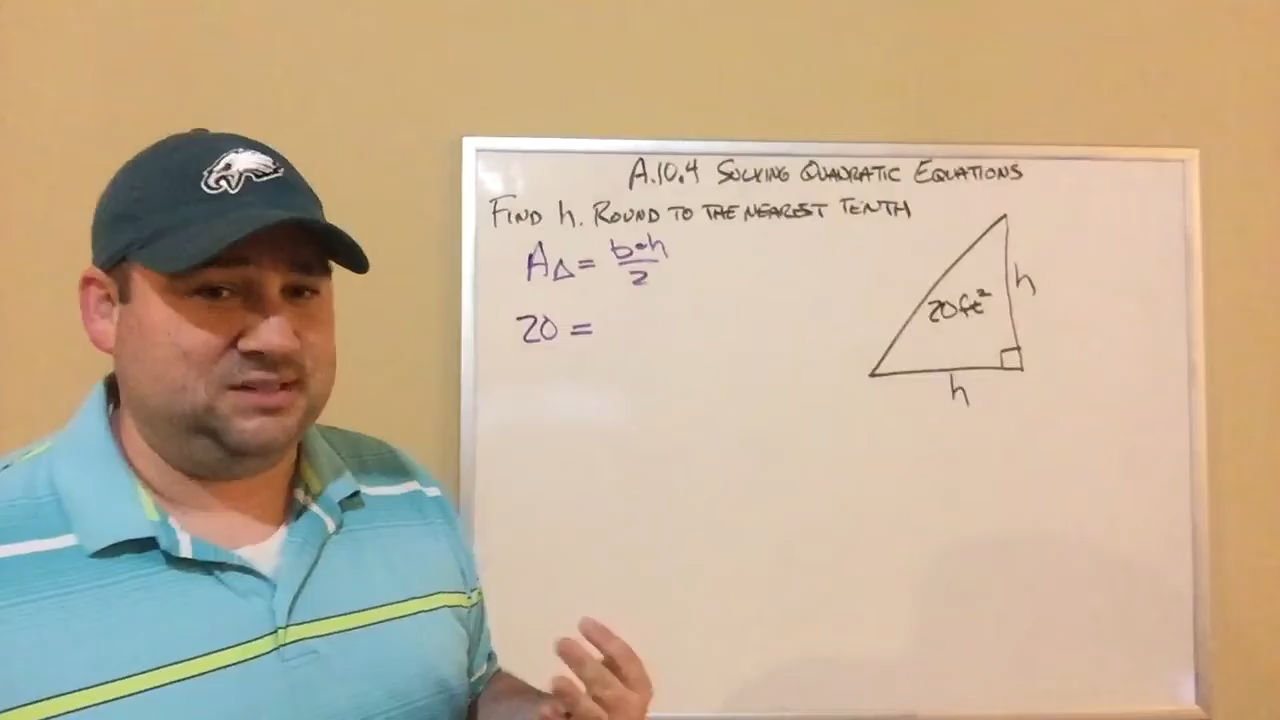 A.10.4 SOLVING QUADRATIC EQUATIONS
FIND h. ROUND TO THE NEAREST TENTH
A△ = b•h/2
20 =
20ft²
h
h